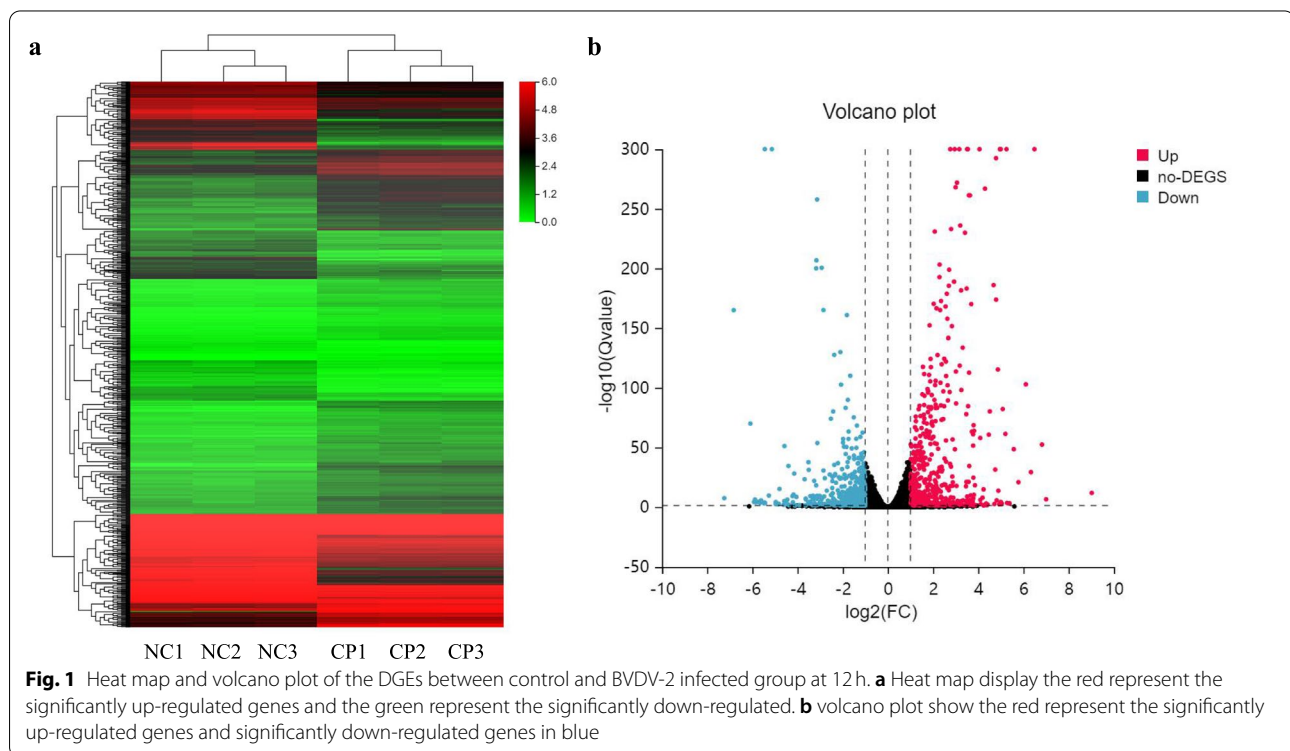 a
6.0
4.8
3.6
2.4
1.2
0.0
NC1 NC2 NC3 CP1 CP2 CP3
b
Volcano plot
300
250
200
150
100
50
0
-50
-10 -8 -6 -4 -2 0 2 4 6 8 10
-log10(Qvalue)
log2(FC)
Up
no-DEGS
Down
Fig. 1 Heat map and volcano plot of the DGEs between control and BVDV-2 infected group at 12 h. a Heat map display the red represent the
significantly up-regulated genes and the green represent the significantly down-regulated. b volcano plot show the red represent the significantly
up-regulated genes and significantly down-regulated genes in blue